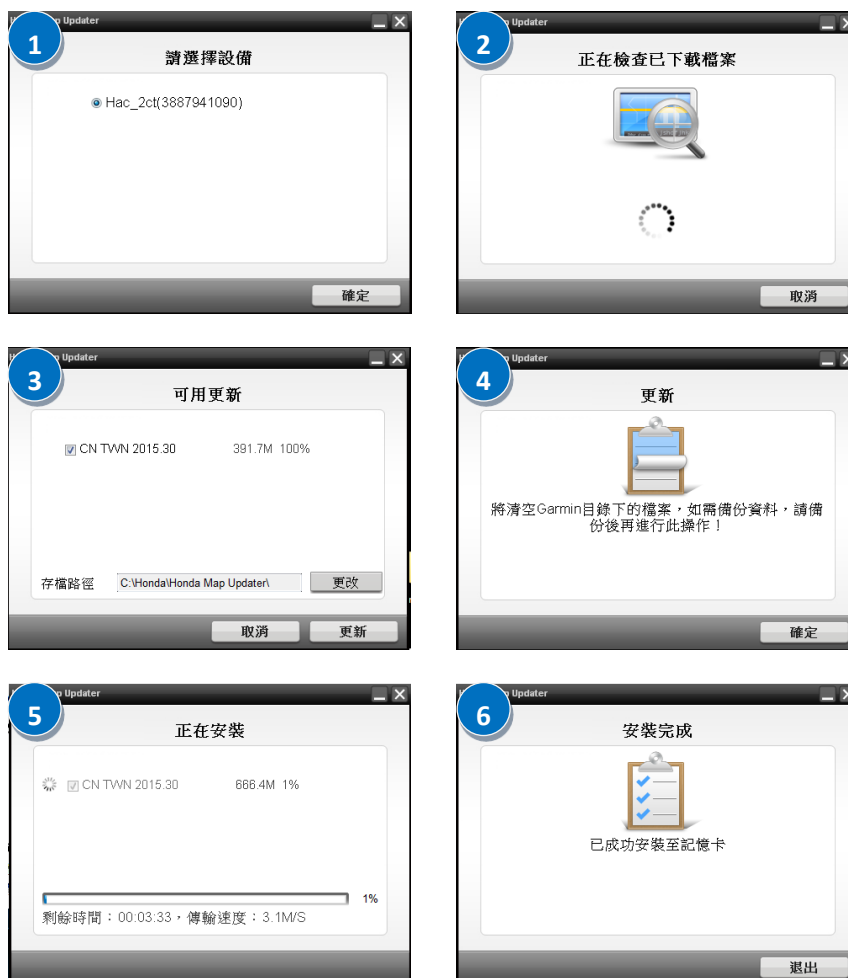 1
Updater
請選擇設備
Hac_2ct(3887941090)
確定
2
Updater
正在檢查已下載檔案
取消
3
Updater
可用更新
CN TWN 2015.30 391.7M 100%
存檔路徑 C:\Honda\Honda Map Updater\ 更改
取消 更新
4
Updater
更新
將清空Garmin目錄下的檔案，如需備份資料，請備
份後再進行此操作！
確定
5
Updater
正在安裝
CN TWN 2015.30 666.4M 1%
1%
剩餘時間：00:03:33，傳輸速度：3.1M/S
6
Updater
安裝完成
已成功安裝至記憶卡
退出